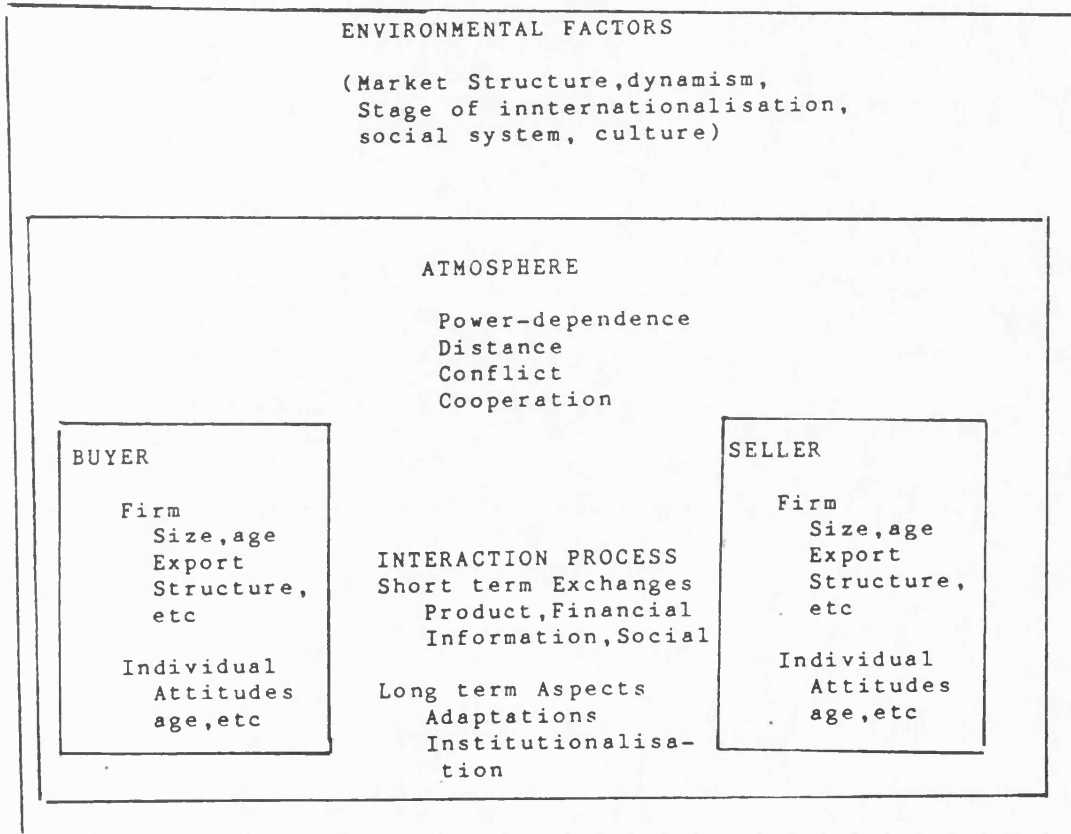 ENVIRONMENTAL FACTORS
(Market Structure,dynamism,
Stage of innternationalisation,
social system, culture)
ATMOSPHERE
Power-dependence
Distance
Conflict
Cooperation
BUYER
Firm
Size,age
Export
Structure,
etc
Individual
Attitudes
age,etc
INTERACTION PROCESS
Short term Exchanges
Product,Financial
Information,Social
Long term Aspects
Adaptations
Institutionalisa-
tion
SELLER
Firm
Size,age
Export
Structure,
etc
Individual
Attitudes
age,etc